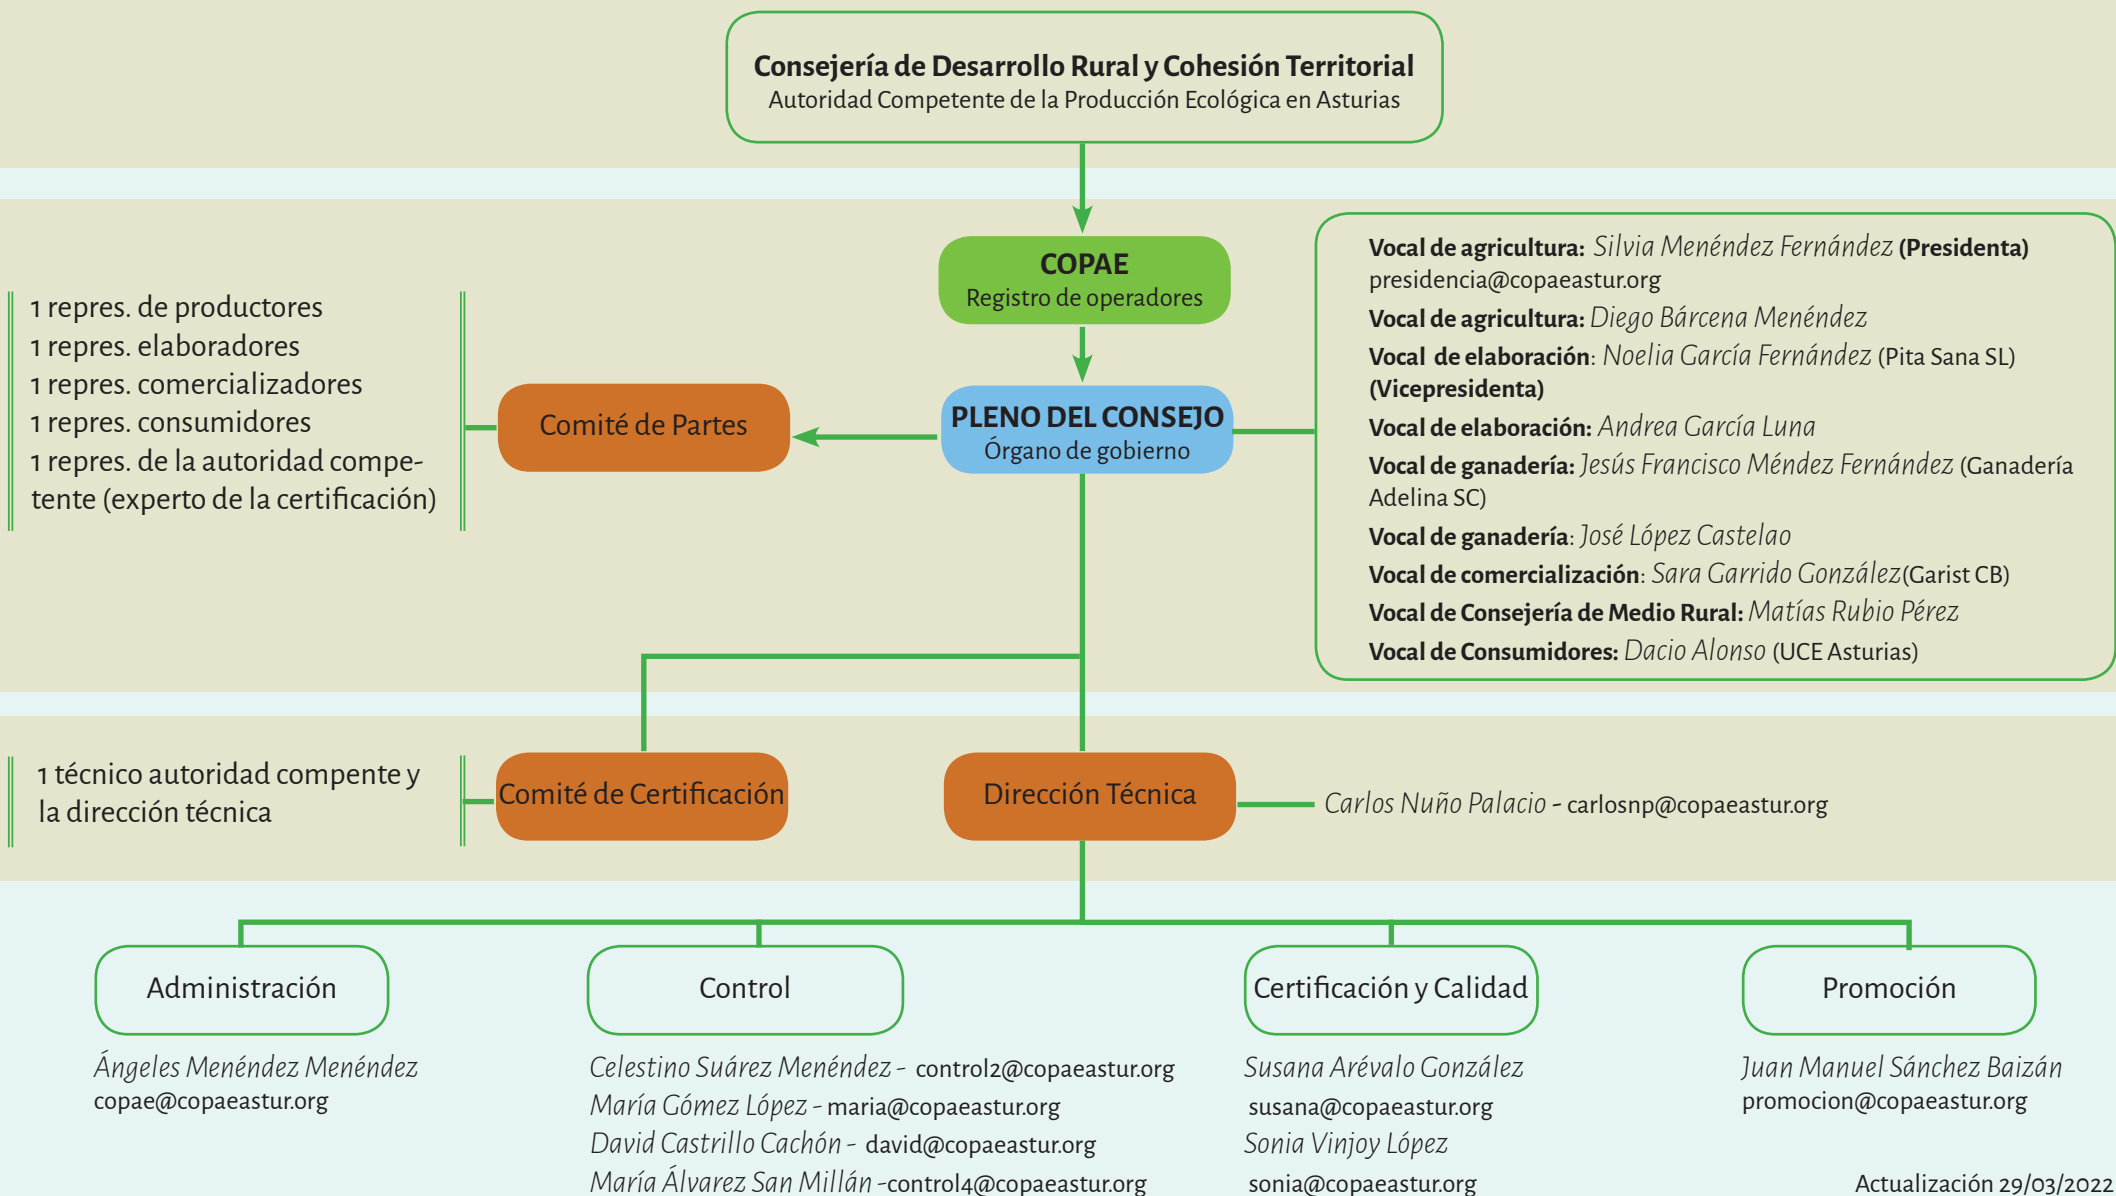 Consejería de Desarrollo Rural y Cohesión Territorial
Autoridad Competente de la Producción Ecológica en Asturias
COPAE
Registro de operadores
1 repres. de productores
1 repres. elaboradores
1 repres. comercializadores
1 repres. consumidores
1 repres. de la autoridad compe-
tente (experto de la certificación)
Comité de Partes
PLENO DEL CONSEJO
Órgano de gobierno
Vocal de agricultura: Silvia Menéndez Fernández (Presidenta)
presidencia@copaeastur.org
Vocal de agricultura: Diego Bárcena Menéndez
Vocal de elaboración: Noelia García Fernández (Pita Sana SL)
(Vicepresidenta)
Vocal de elaboración: Andrea García Luna
Vocal de ganadería: Jesús Francisco Méndez Fernández (Ganadería
Adelina SC)
Vocal de ganadería: José López Castelao
Vocal de comercialización: Sara Garrido González(Garist CB)
Vocal de Consejería de Medio Rural: Matías Rubio Pérez
Vocal de Consumidores: Dacio Alonso (UCE Asturias)
1 técnico autoridad compente y
la dirección técnica
Comité de Certificación
Dirección Técnica
Carlos Nuño Palacio - carlosnp@copaeastur.org
Administración
Ángeles Menéndez Menéndez
copae@copaeastur.org
Control
Celestino Suárez Menéndez - control2@copaeastur.org
María Gómez López - maria@copaeastur.org
David Castrillo Cachón - david@copaeastur.org
María Álvarez San Millán -control4@copaeastur.org
Certificación y Calidad
Susana Arévalo González
susana@copaeastur.org
Sonia Vinjoy López
sonia@copaeastur.org
Promoción
Juan Manuel Sánchez Baizán
promocion@copaeastur.org
Actualización 29/03/2022